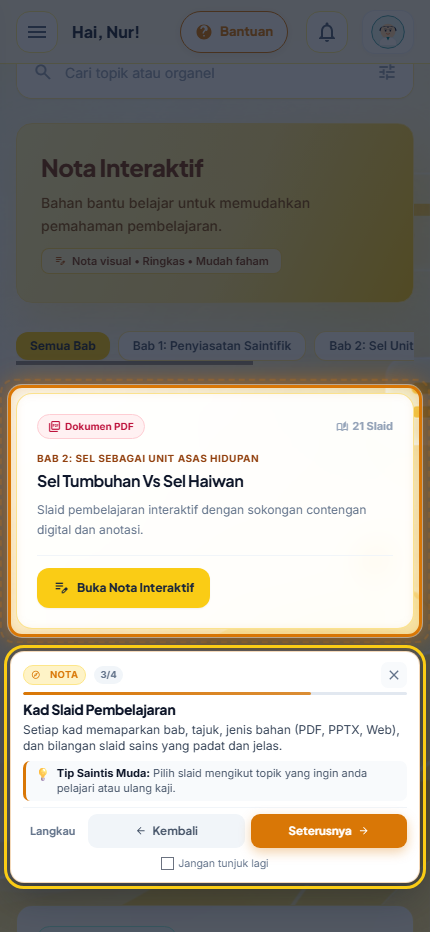 Hai, Nur!
Bantuan
Cari topik atau organel
Nota Interaktif
Bahan bantu belajar untuk memudahkan
pemahaman pembelajaran.
Nota visual • Ringkas • Mudah faham
Semua Bab
Bab 1: Penyiasatan Saintifik
Bab 2: Sel Unit
Dokumen PDF
21 Slaid
BAB 2: SEL SEBAGAI UNIT ASAS HIDUPAN
Sel Tumbuhan Vs Sel Haiwan
Slaid pembelajaran interaktif dengan sokongan contengan
digital dan anotasi.
Buka Nota Interaktif
NOTA
3/4
Kad Slaid Pembelajaran
Setiap kad memaparkan bab, tajuk, jenis bahan (PDF, PPTX, Web),
dan bilangan slaid sains yang padat dan jelas.
Tip Saintis Muda: Pilih slaid mengikut topik yang ingin anda
pelajari atau ulang kaji.
Langkau
Kembali
Seterusnya
Jangan tunjuk lagi